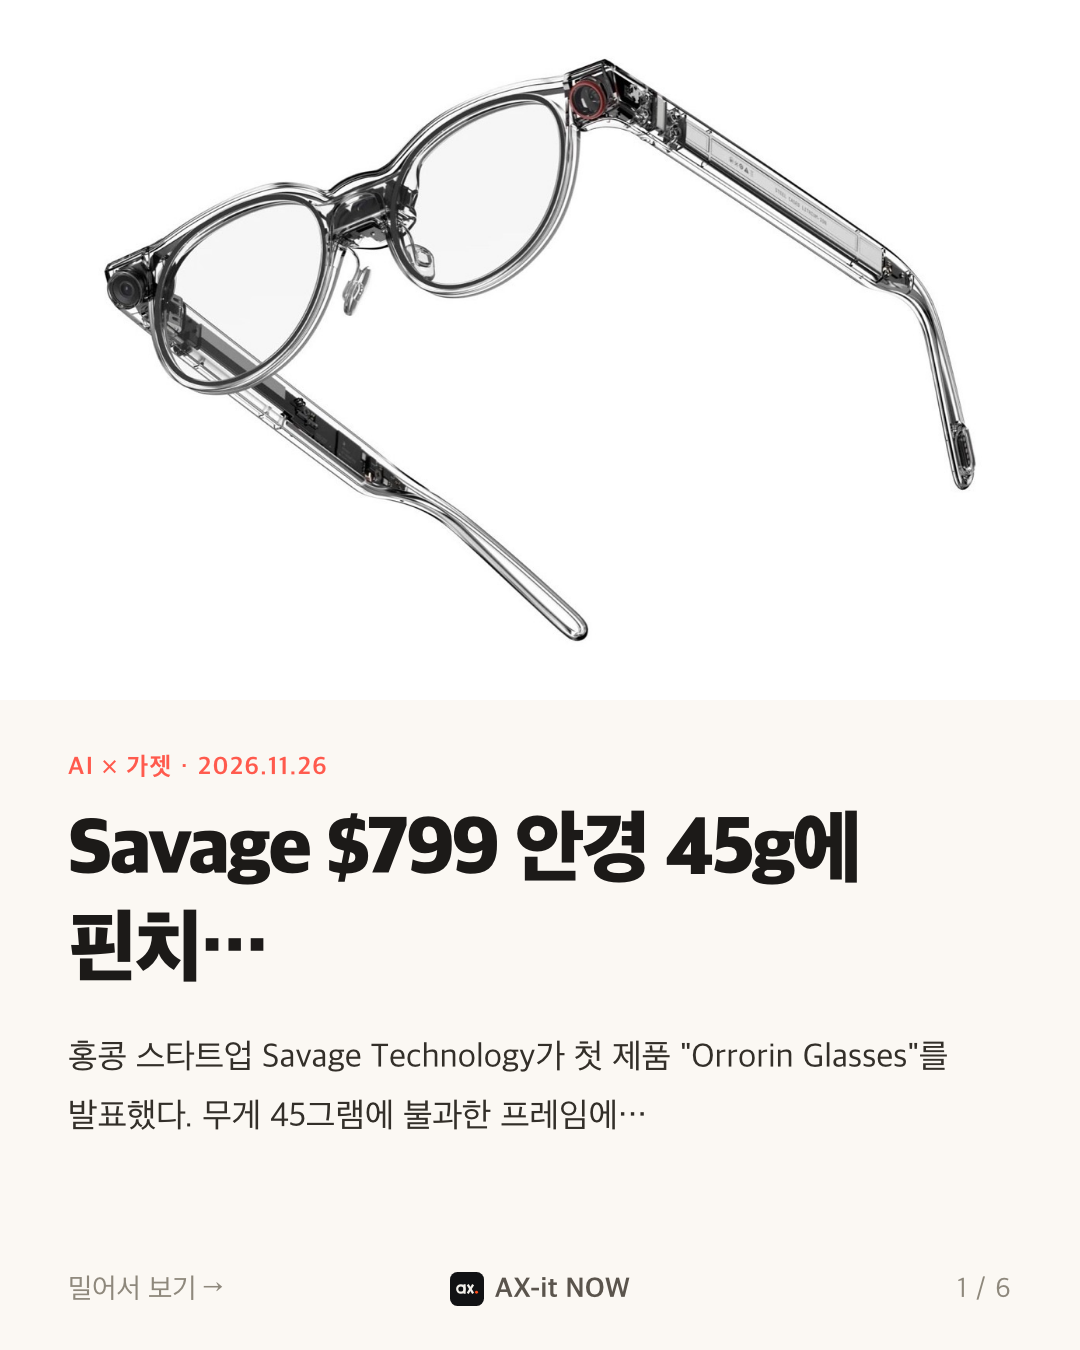 AI × 가젯 · 2026.11.26
Savage $799 안경 45g에
핀치…
홍콩 스타트업 Savage Technology가 첫 제품 "Orrorin Glasses"를
발표했다. 무게 45그램에 불과한 프레임에…
밀어서 보기 →
ax.
AX-it NOW
1 / 6